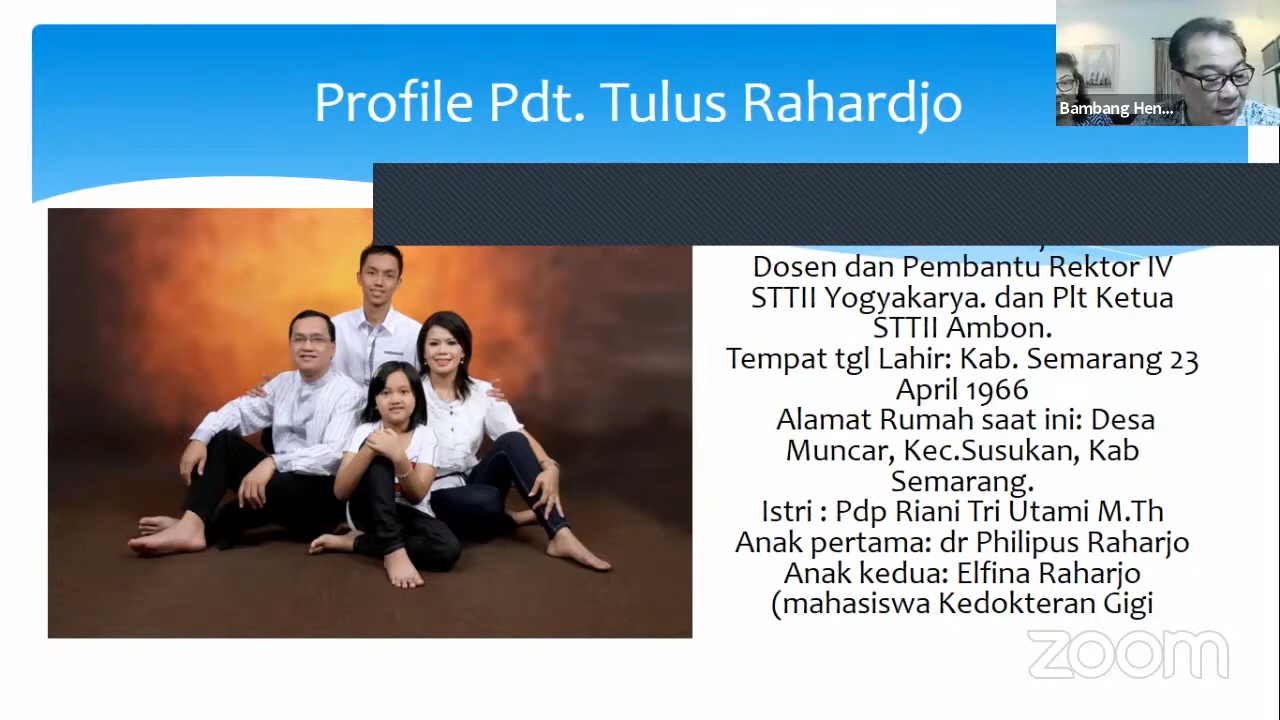 Profile Pdt. Tulus Rahardjo
Bambang Hen...
Dosen dan Pembantu Rektor IV
STTII Yogyakarya. dan Plt Ketua
STTII Ambon.
Tempat tgl Lahir: Kab. Semarang 23
April 1966
Alamat Rumah saat ini: Desa
Muncar, Kec.Susukan, Kab
Semarang.
Istri : Pdp Riani Tri Utami M.Th
Anak pertama: dr Philipus Raharjo
Anak kedua: Elfina Raharjo
(mahasiswa Kedokteran Gigi
zoom